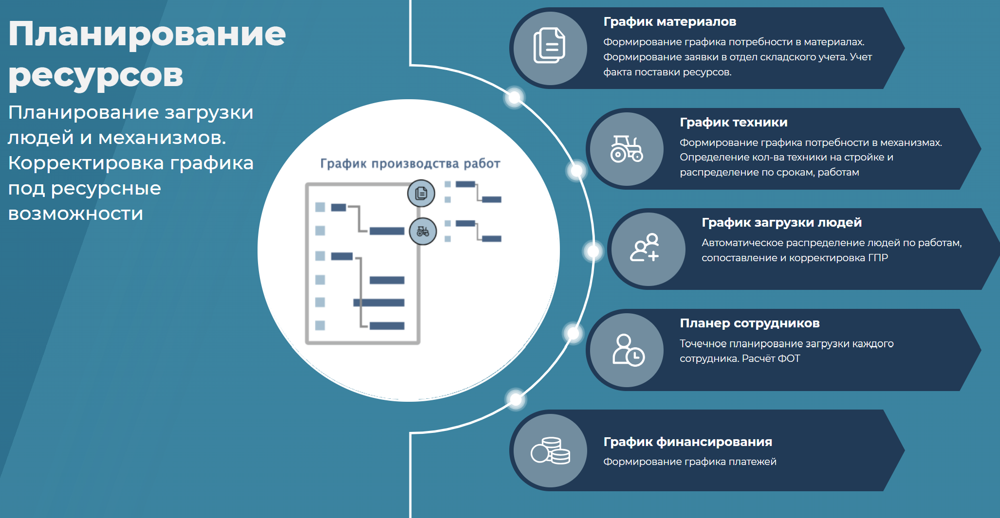 Планирование
ресурсов
Планирование загрузки
людей и механизмов.
Корректировка графика
под ресурсные
возможности
График производства работ
График материалов
Формирование графика потребности в материалах.
Формирование заявки в отдел складского учета. Учет
факта поставки ресурсов.
График техники
Формирование графика потребности в механизмах.
Определение кол-ва техники на стройке и
распределение по срокам, работам
График загрузки людей
Автоматическое распределение людей по работам,
сопоставление и корректировка ГПР
Планер сотрудников
Точечное планирование загрузки каждого
сотрудника. Расчёт ФОТ
График финансирования
Формирование графика платежей